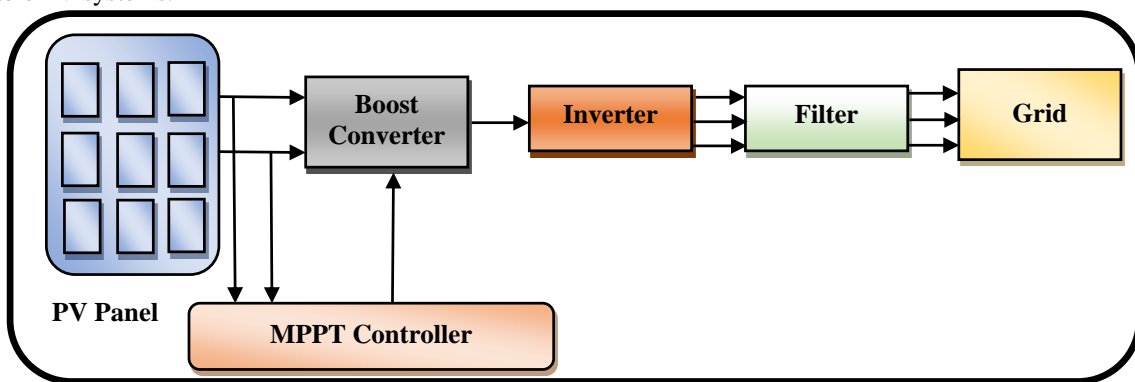 Boost
Converter
Inverter
Filter
Grid
PV Panel
MPPT Controller